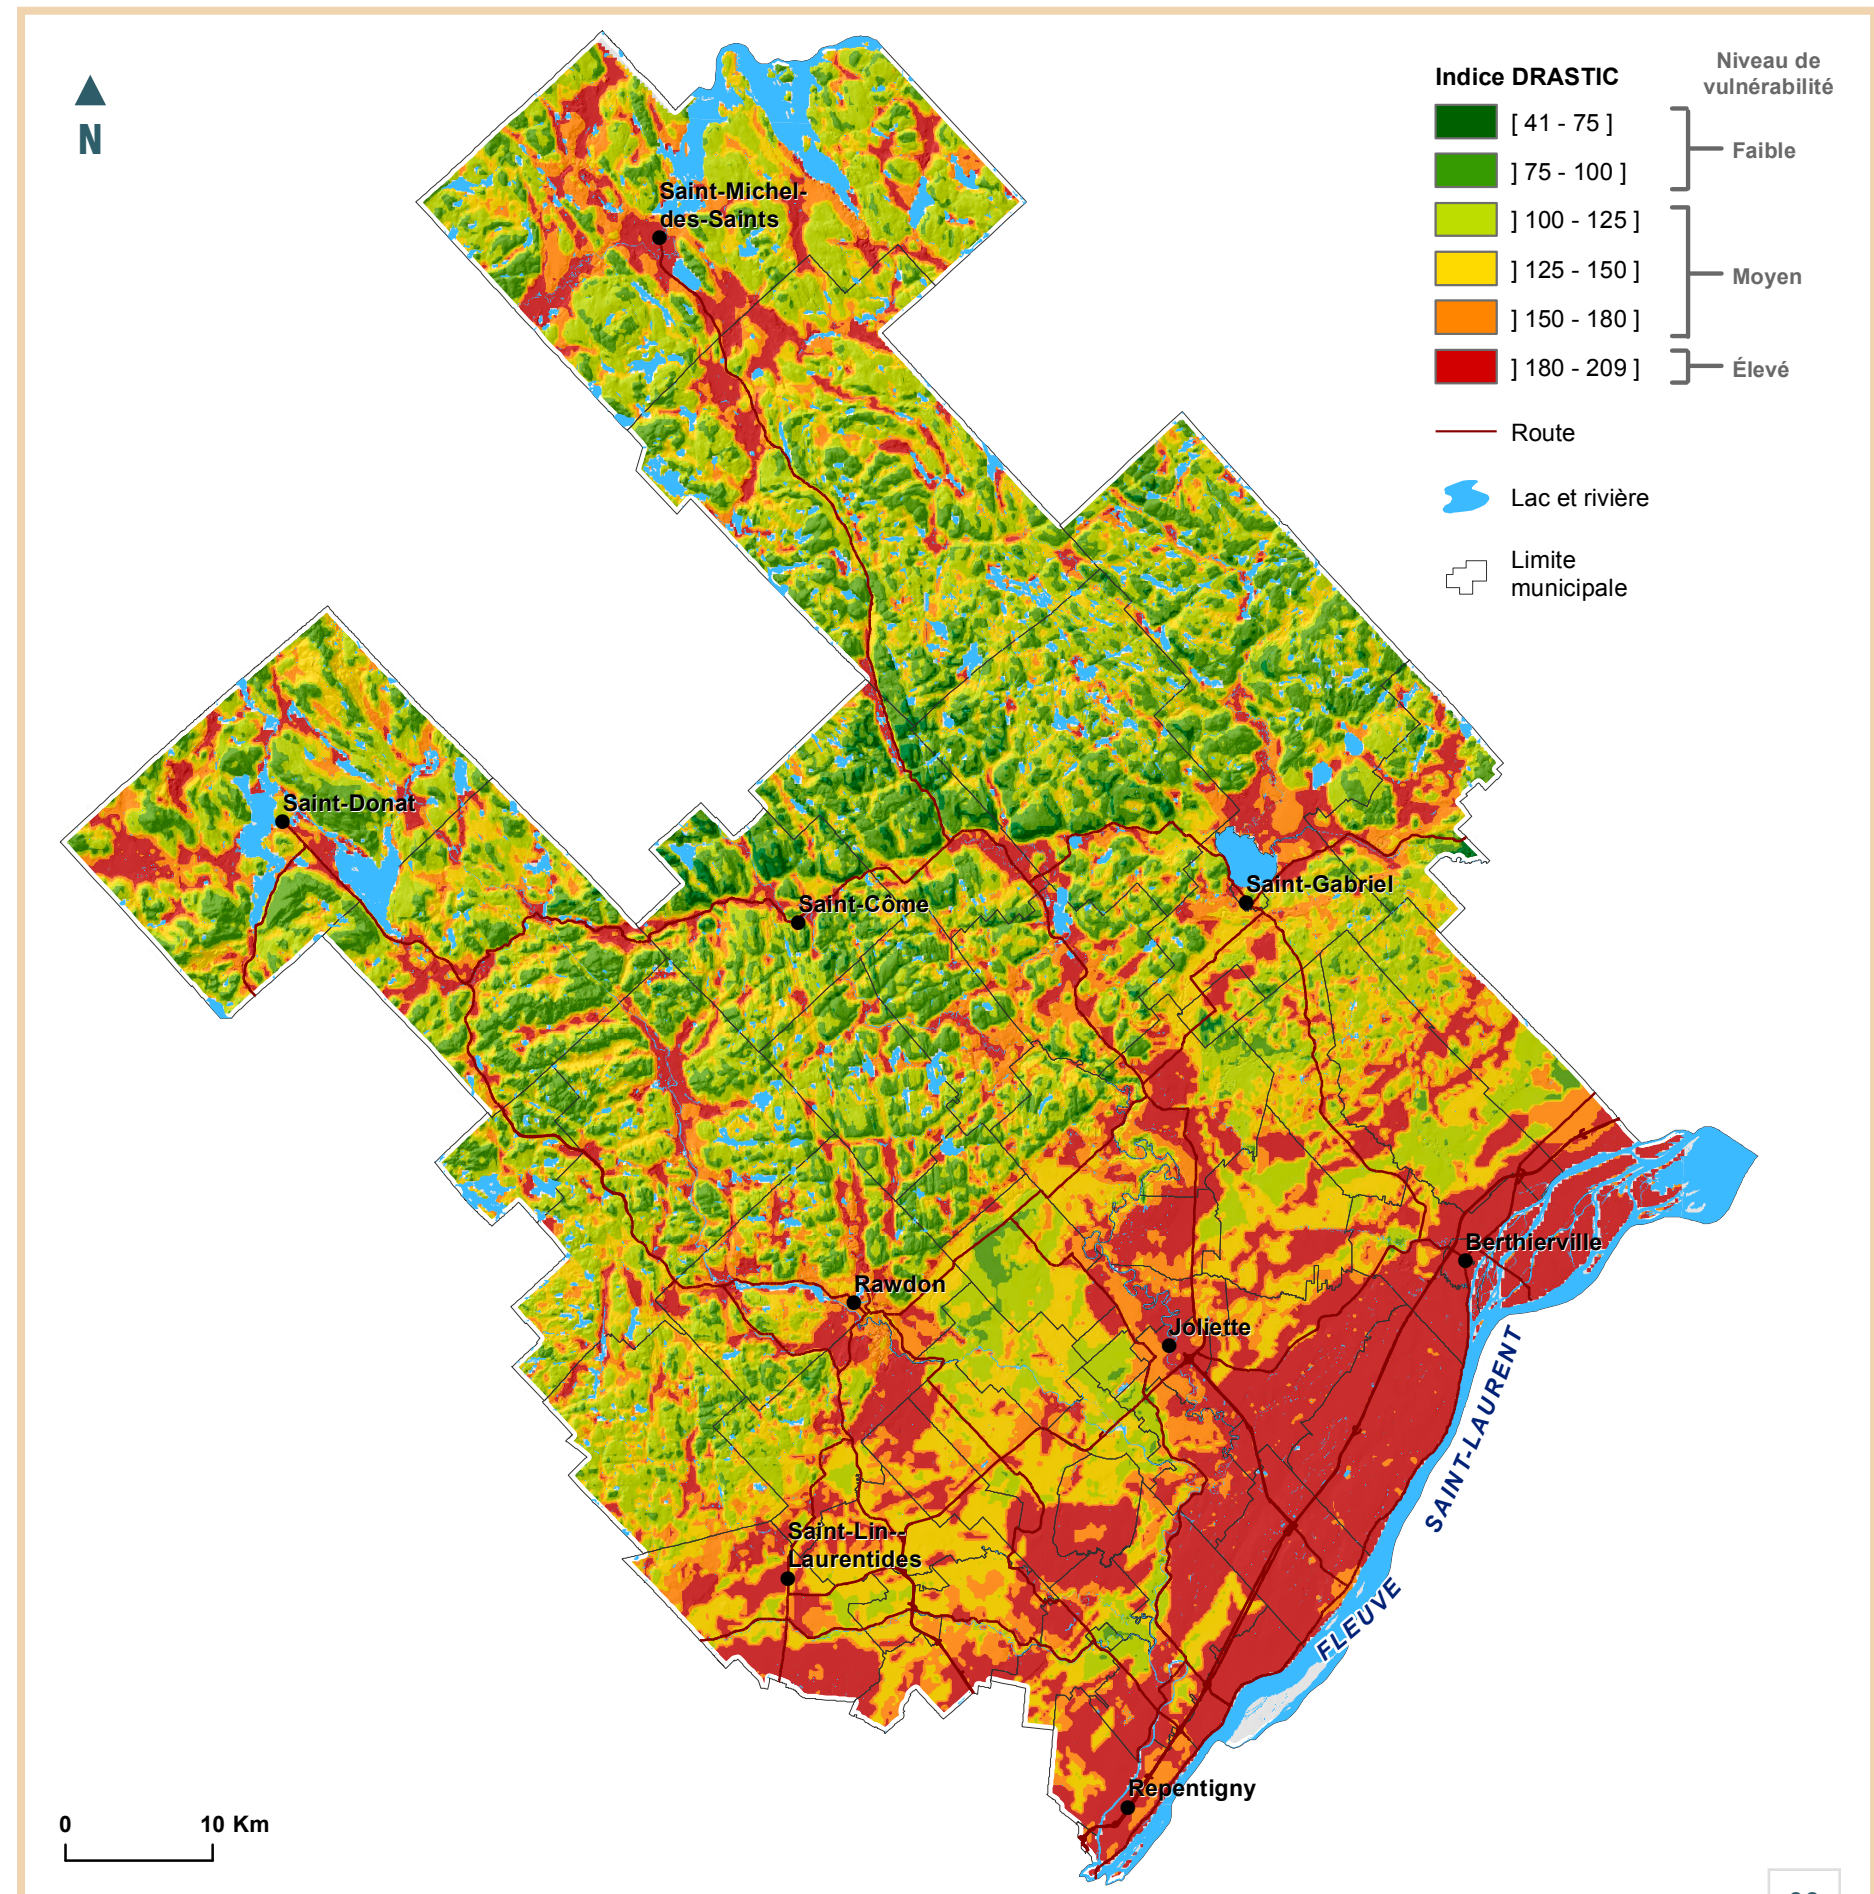 N
Indice DRASTIC
Niveau de
vulnérabilité
[ 41 - 75 ]
] 75 - 100 ]
Faible
] 100 - 125 ]
] 125 - 150 ]
Moyen
] 150 - 180 ]
] 180 - 209 ]
Élevé
Route
Lac et rivière
Limite
municipale
Saint-Michel-
des-Saints
Saint-Donat
Saint-Côme
Saint-Gabriel
Berthierville
Rawdon
Joliette
Saint-Lin--
Laurentides
Repentigny
FLEUVE SAINT-LAURENT
0 10 Km